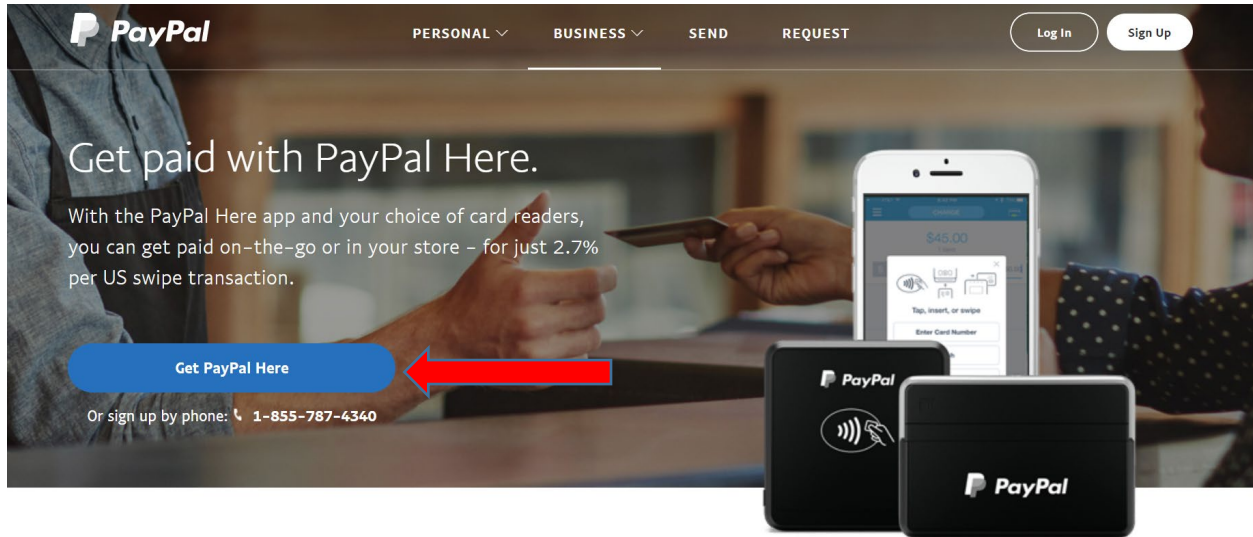 PayPal
PERSONAL
BUSINESS
SEND
REQUEST
Log In
Sign Up
Get paid with PayPal Here.
With the PayPal Here app and your choice of card readers,
you can get paid on-the-go or in your store – for just 2.7%
per US swipe transaction.
Get PayPal Here
Or sign up by phone: 1-855-787-4340
CHARGE
$45.00
Tap, insert, or swipe
Enter Card Number
PayPal
PayPal